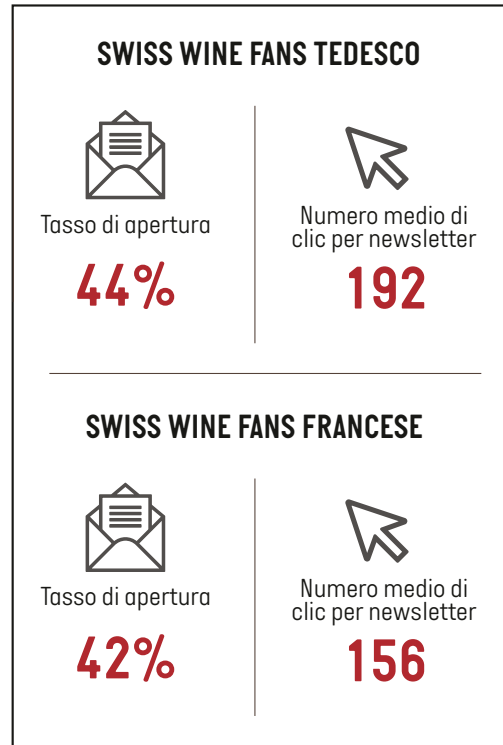 SWISS WINE FANS TEDESCO
Tasso di apertura
44%
Numero medio di
clic per newsletter
192
SWISS WINE FANS FRANCESE
Tasso di apertura
42%
Numero medio di
clic per newsletter
156